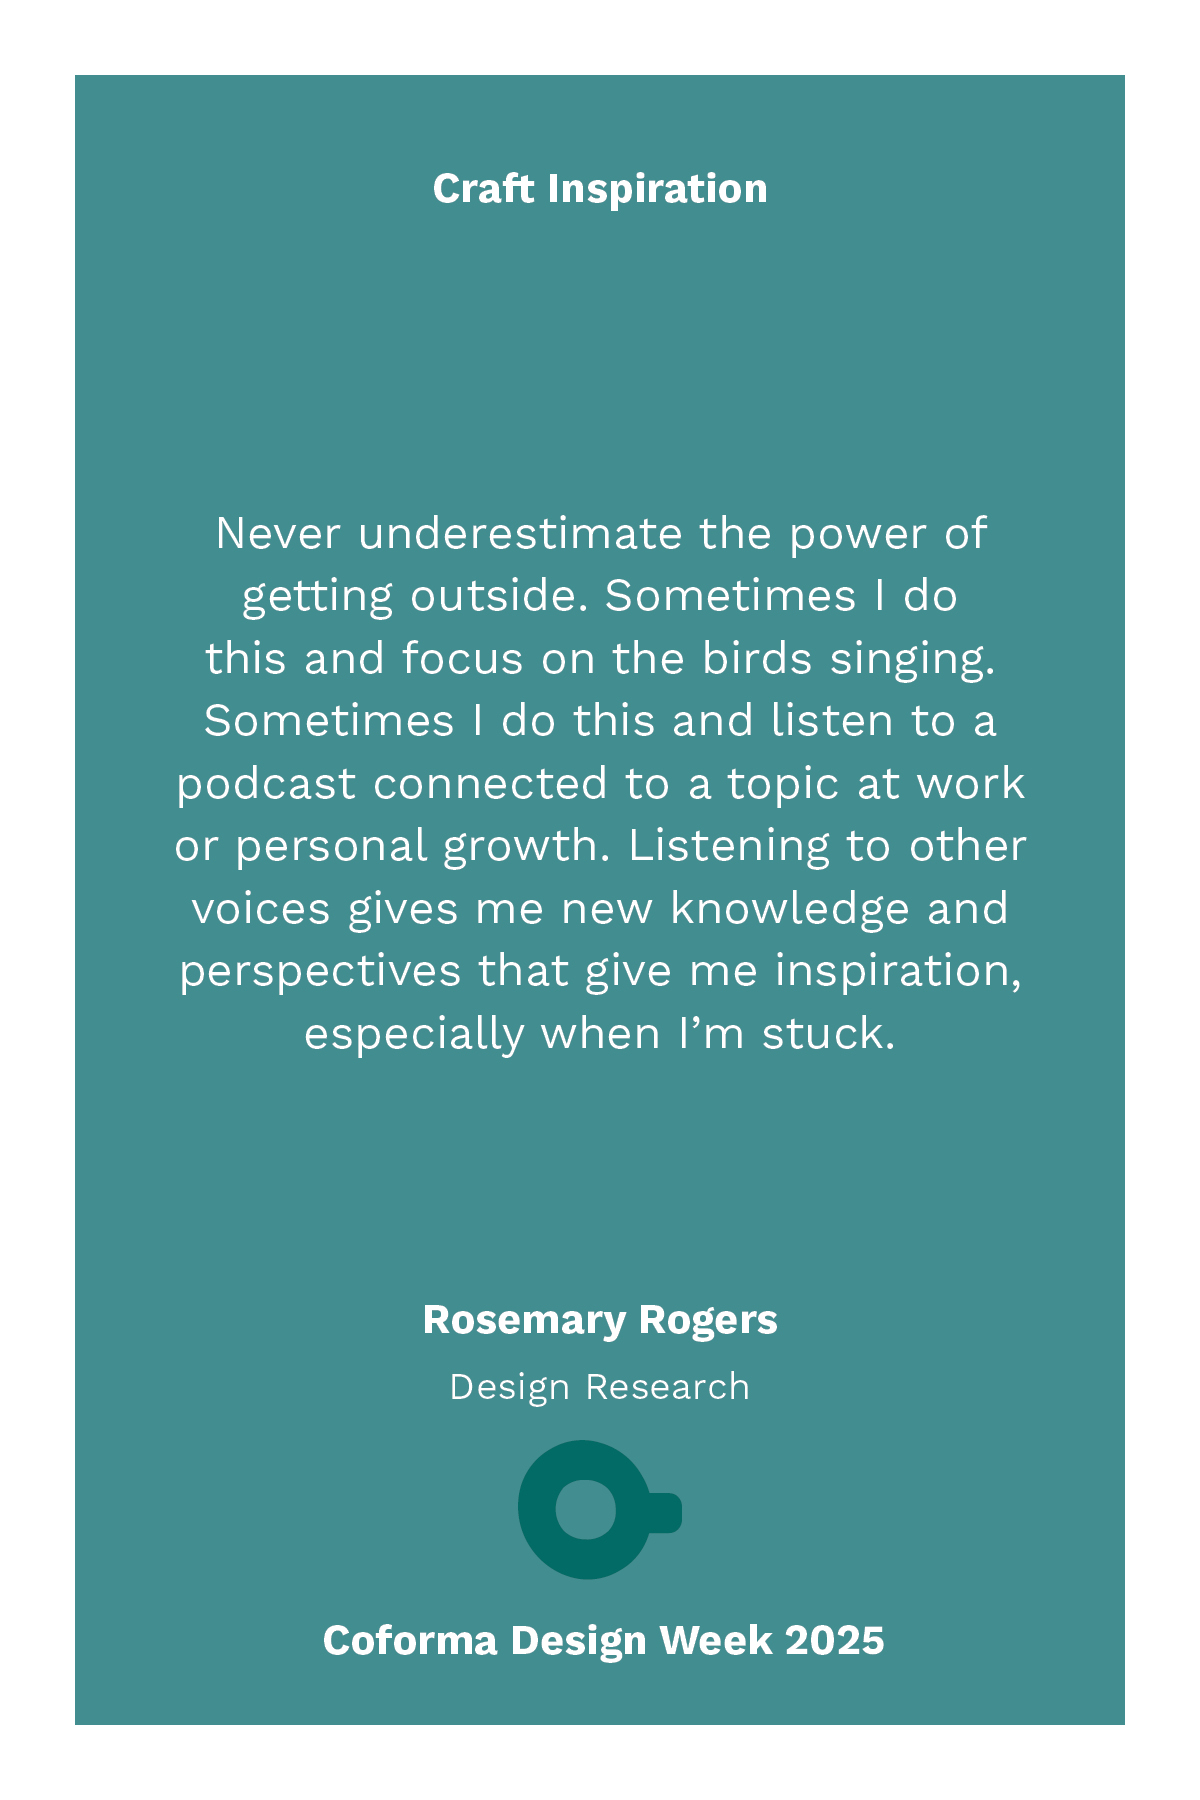 Craft Inspiration
Never underestimate the power of
getting outside. Sometimes I do
this and focus on the birds singing.
Sometimes I do this and listen to a
podcast connected to a topic at work
or personal growth. Listening to other
voices gives me new knowledge and
perspectives that give me inspiration,
especially when I’m stuck.
Rosemary Rogers
Design Research
Coforma Design Week 2025